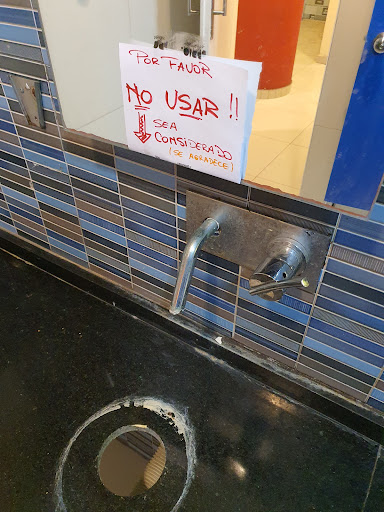 POR FAVOR
NO USAR !!
SEA
CONSIDERADO
(SE AGRADECE)